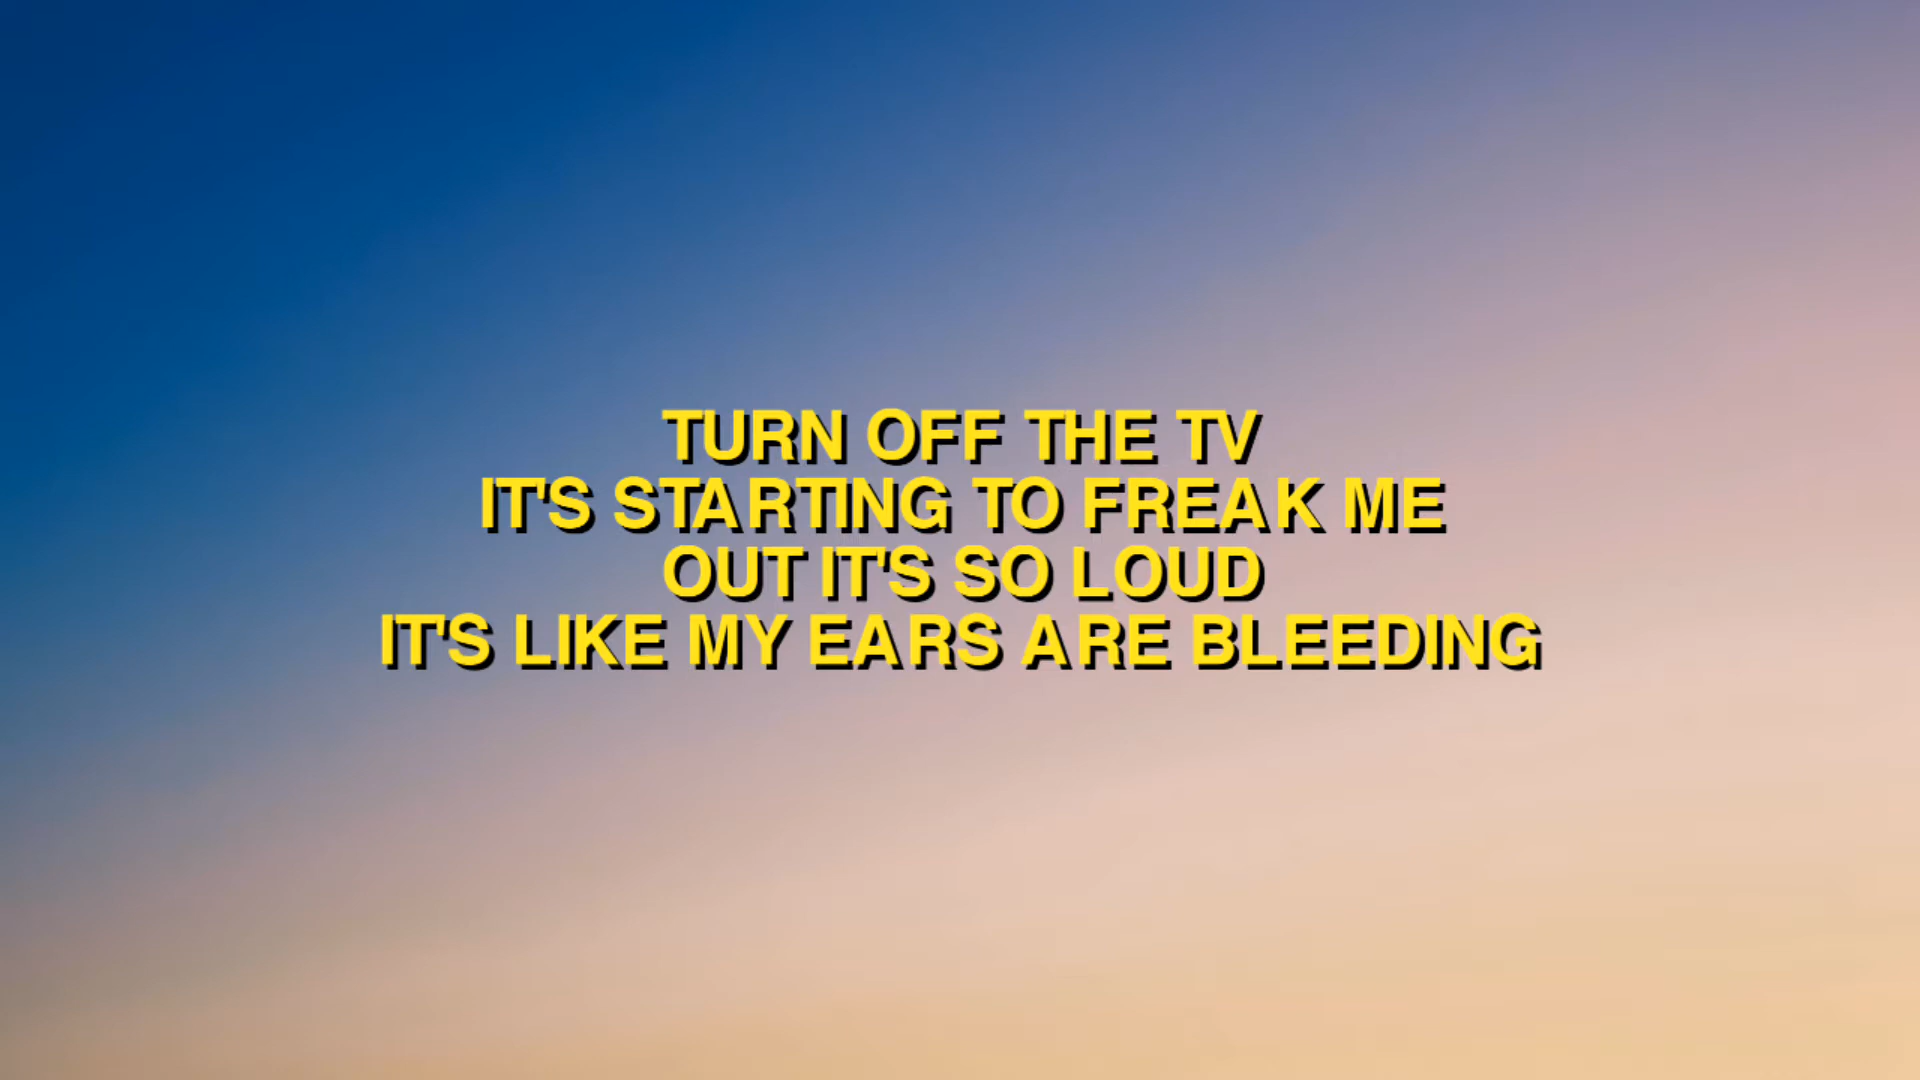 TURN OFF THE TV
IT'S STARTING TO FREAK ME
OUT IT'S SO LOUD
IT'S LIKE MY EARS ARE BLEEDING